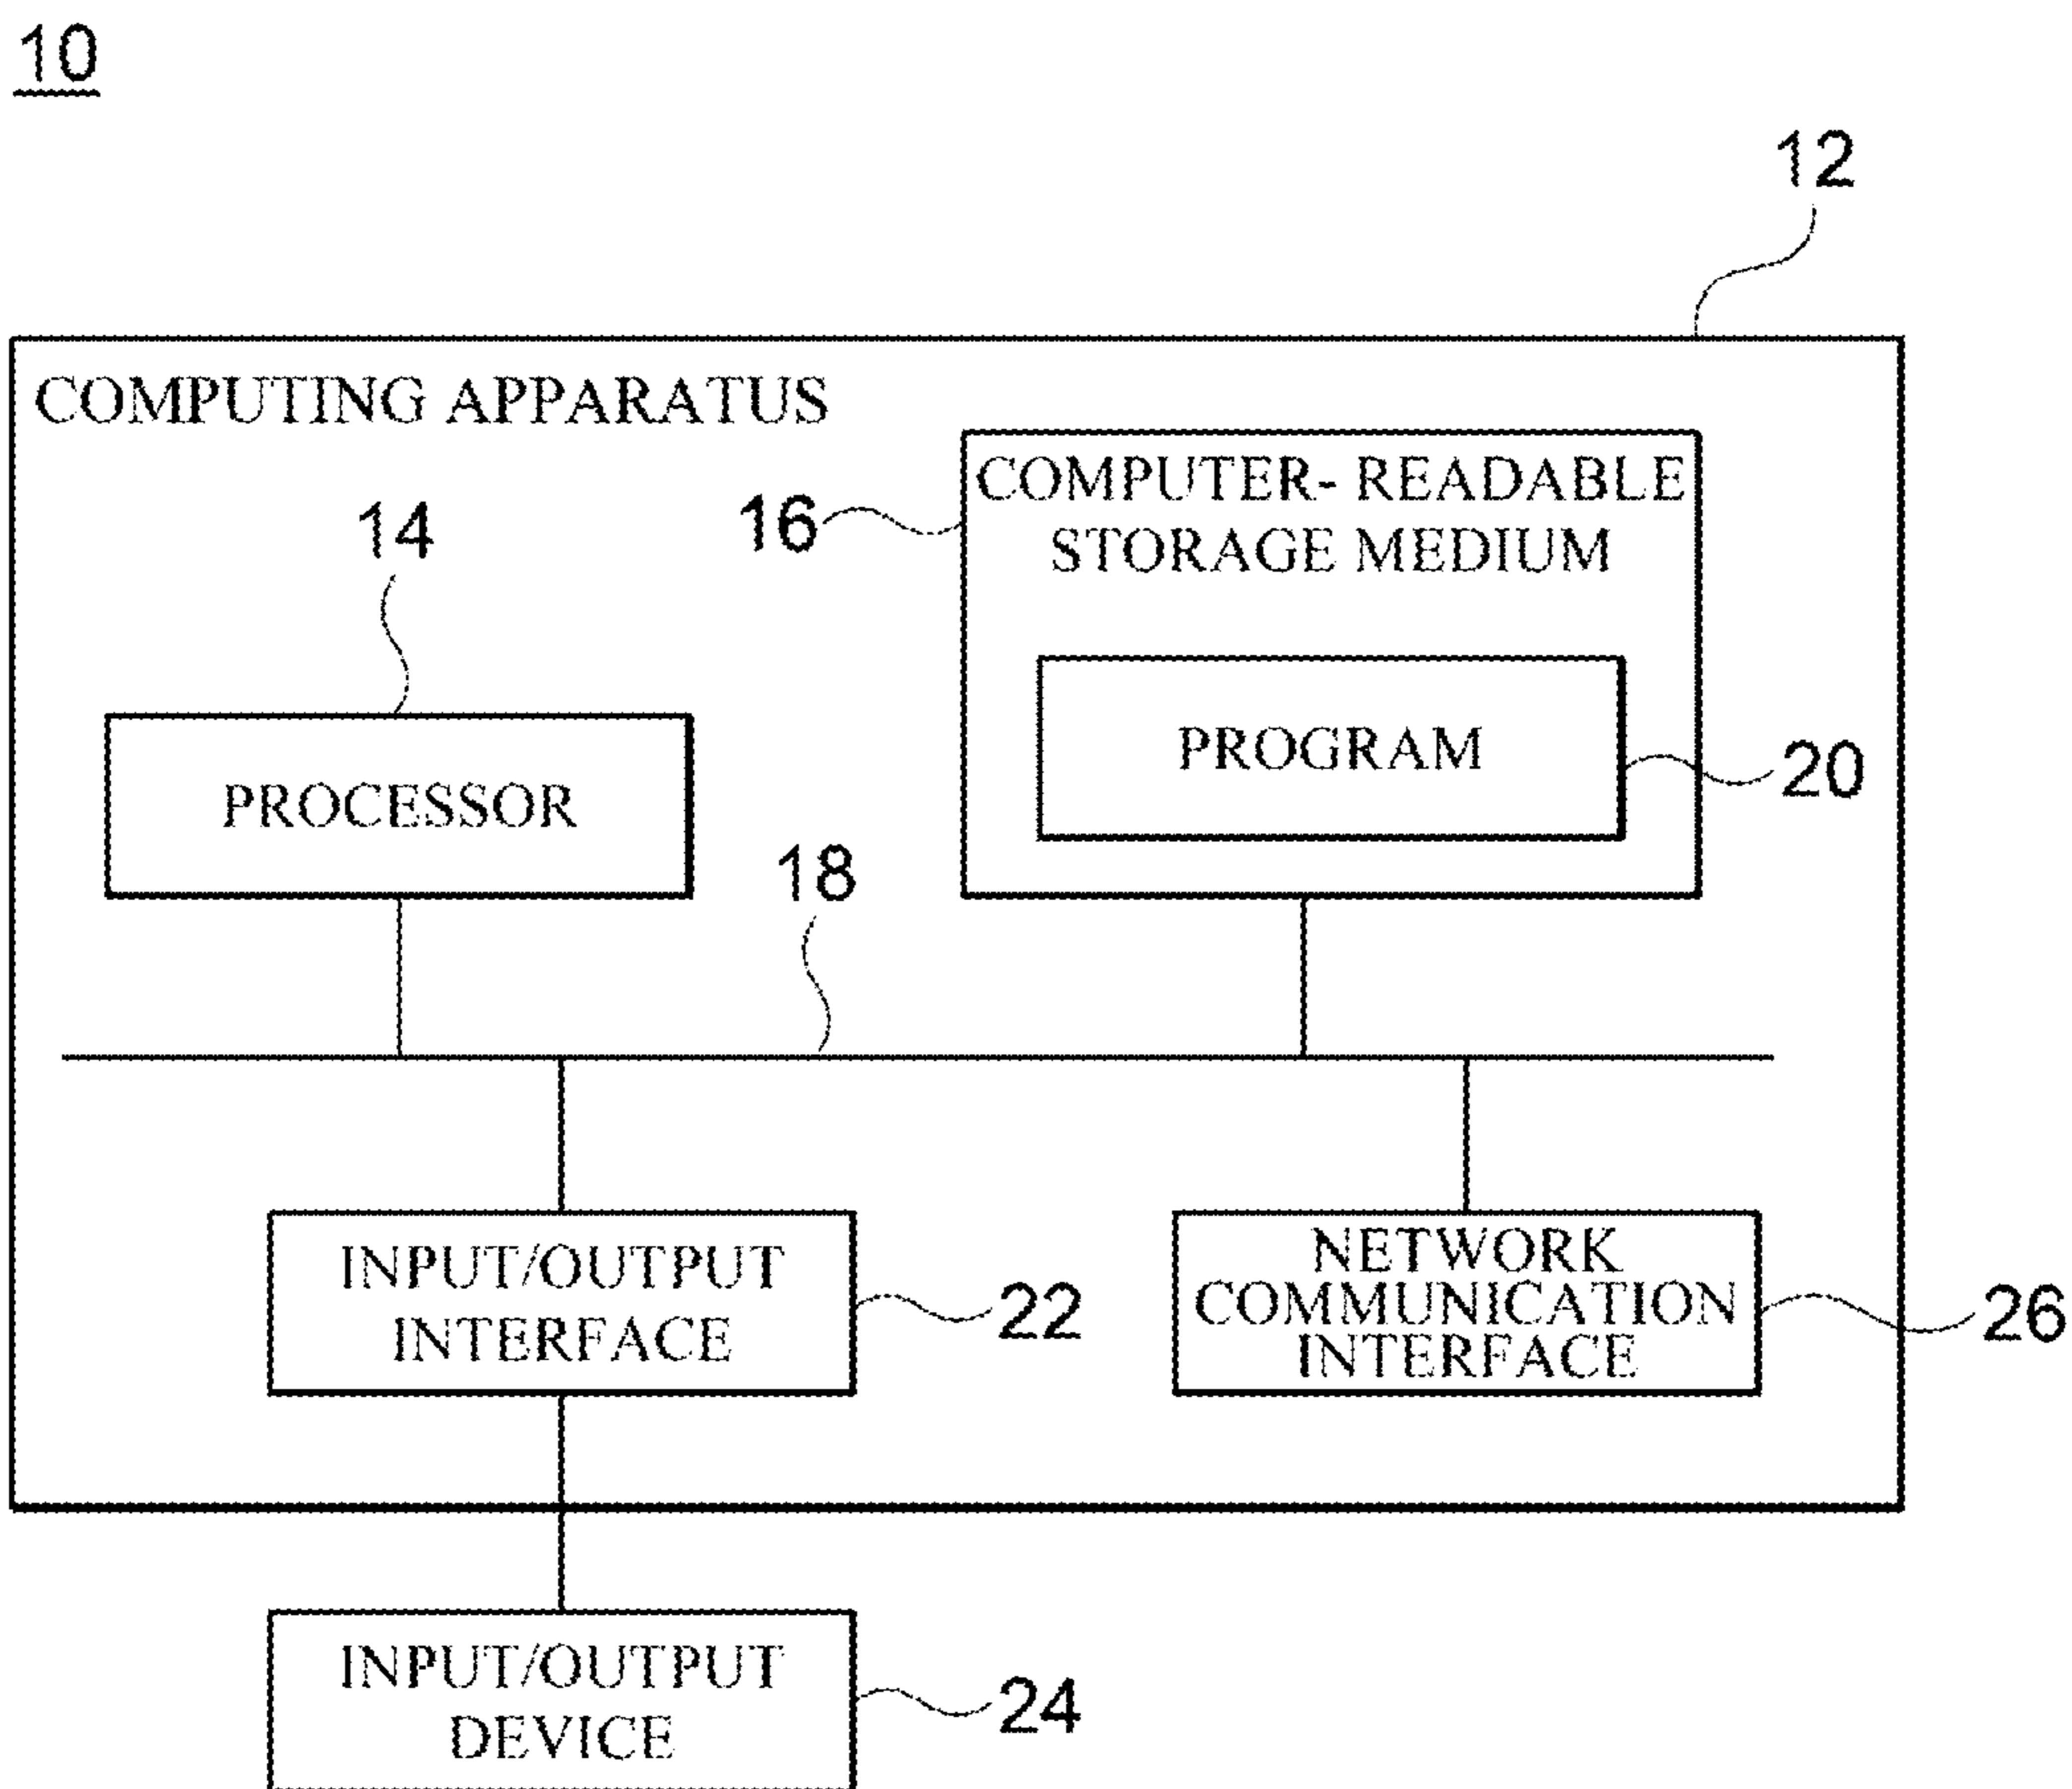 10
12
COMPUTING APPARATUS
COMPUTER- READABLE
STORAGE MEDIUM
16
14
PROGRAM
20
PROCESSOR
18
INPUT/OUTPUT
INTERFACE
22
NETWORK
COMMUNICATION
INTERFACE
26
INPUT/OUTPUT
DEVICE
24